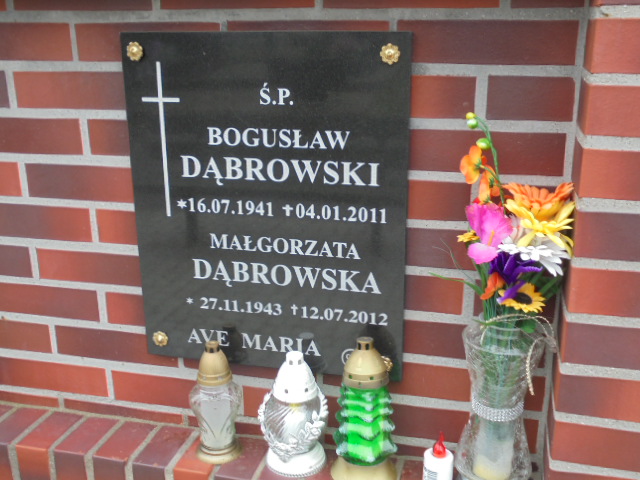 Ś.P.
BOGUSŁAW
DĄBROWSKI
*16.07.1941 ✝04.01.2011
MAŁGORZATA
DĄBROWSKA
* 27.11.1943 ✝12.07.2012
AVE MARIA